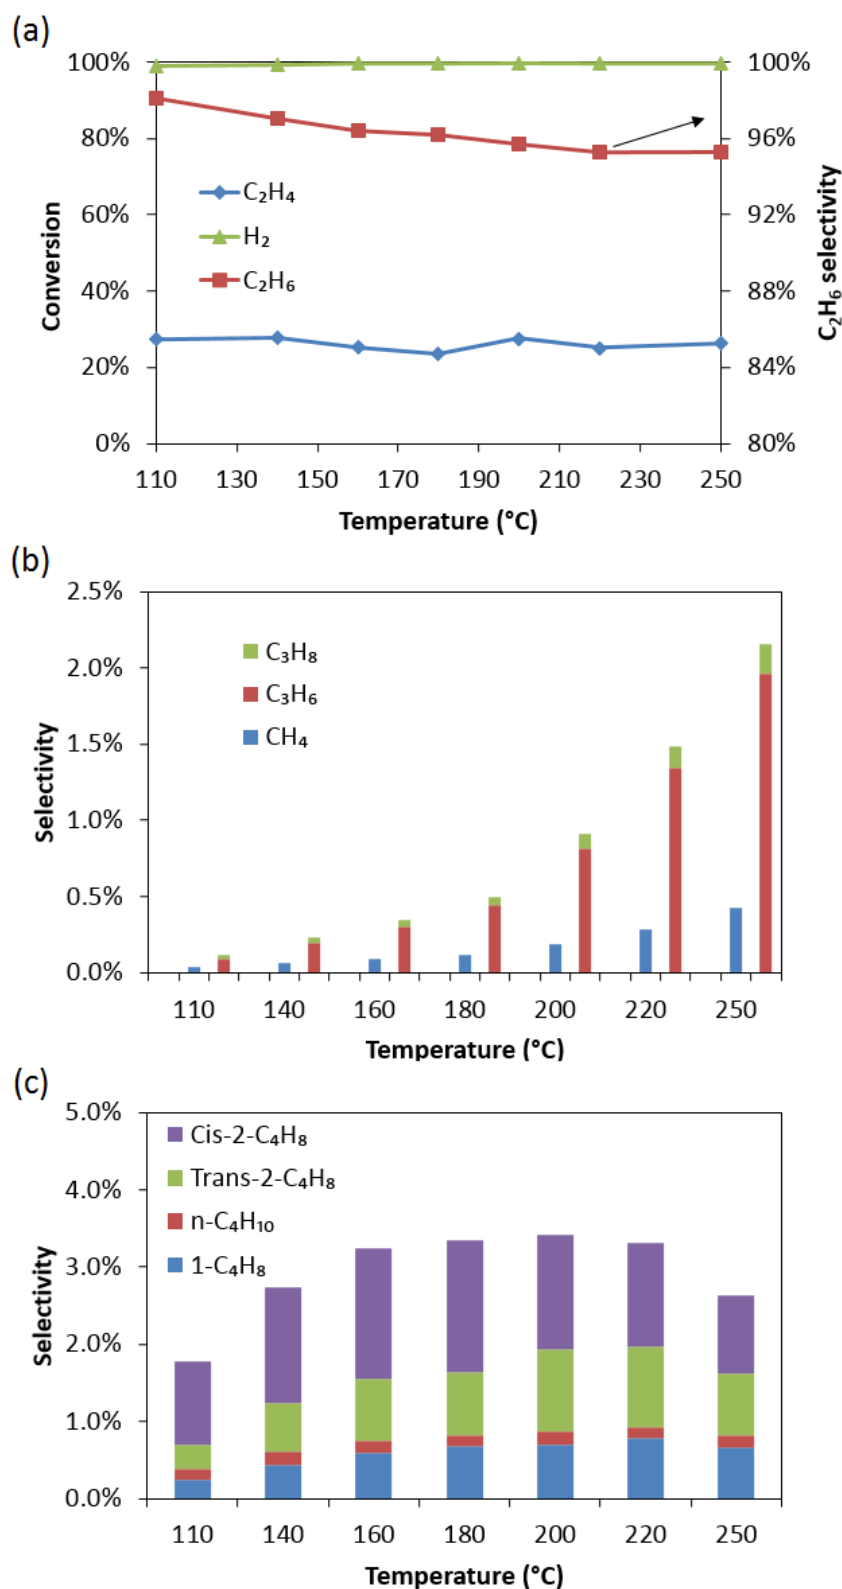 (a)
100%
80%
60%
40%
20%
0%
Conversion
100%
96%
92%
88%
84%
80%
C₂H₆ selectivity
C₂H₄
H₂
C₂H₆
110 130 150 170 190 210 230 250
Temperature (°C)
(b)
2.5%
2.0%
1.5%
1.0%
0.5%
0.0%
Selectivity
C₃H₈
C₃H₆
CH₄
110 140 160 180 200 220 250
Temperature (°C)
(c)
5.0%
4.0%
3.0%
2.0%
1.0%
0.0%
Selectivity
Cis-2-C₄H₈
Trans-2-C₄H₈
n-C₄H₁₀
1-C₄H₈
110 140 160 180 200 220 250
Temperature (°C)